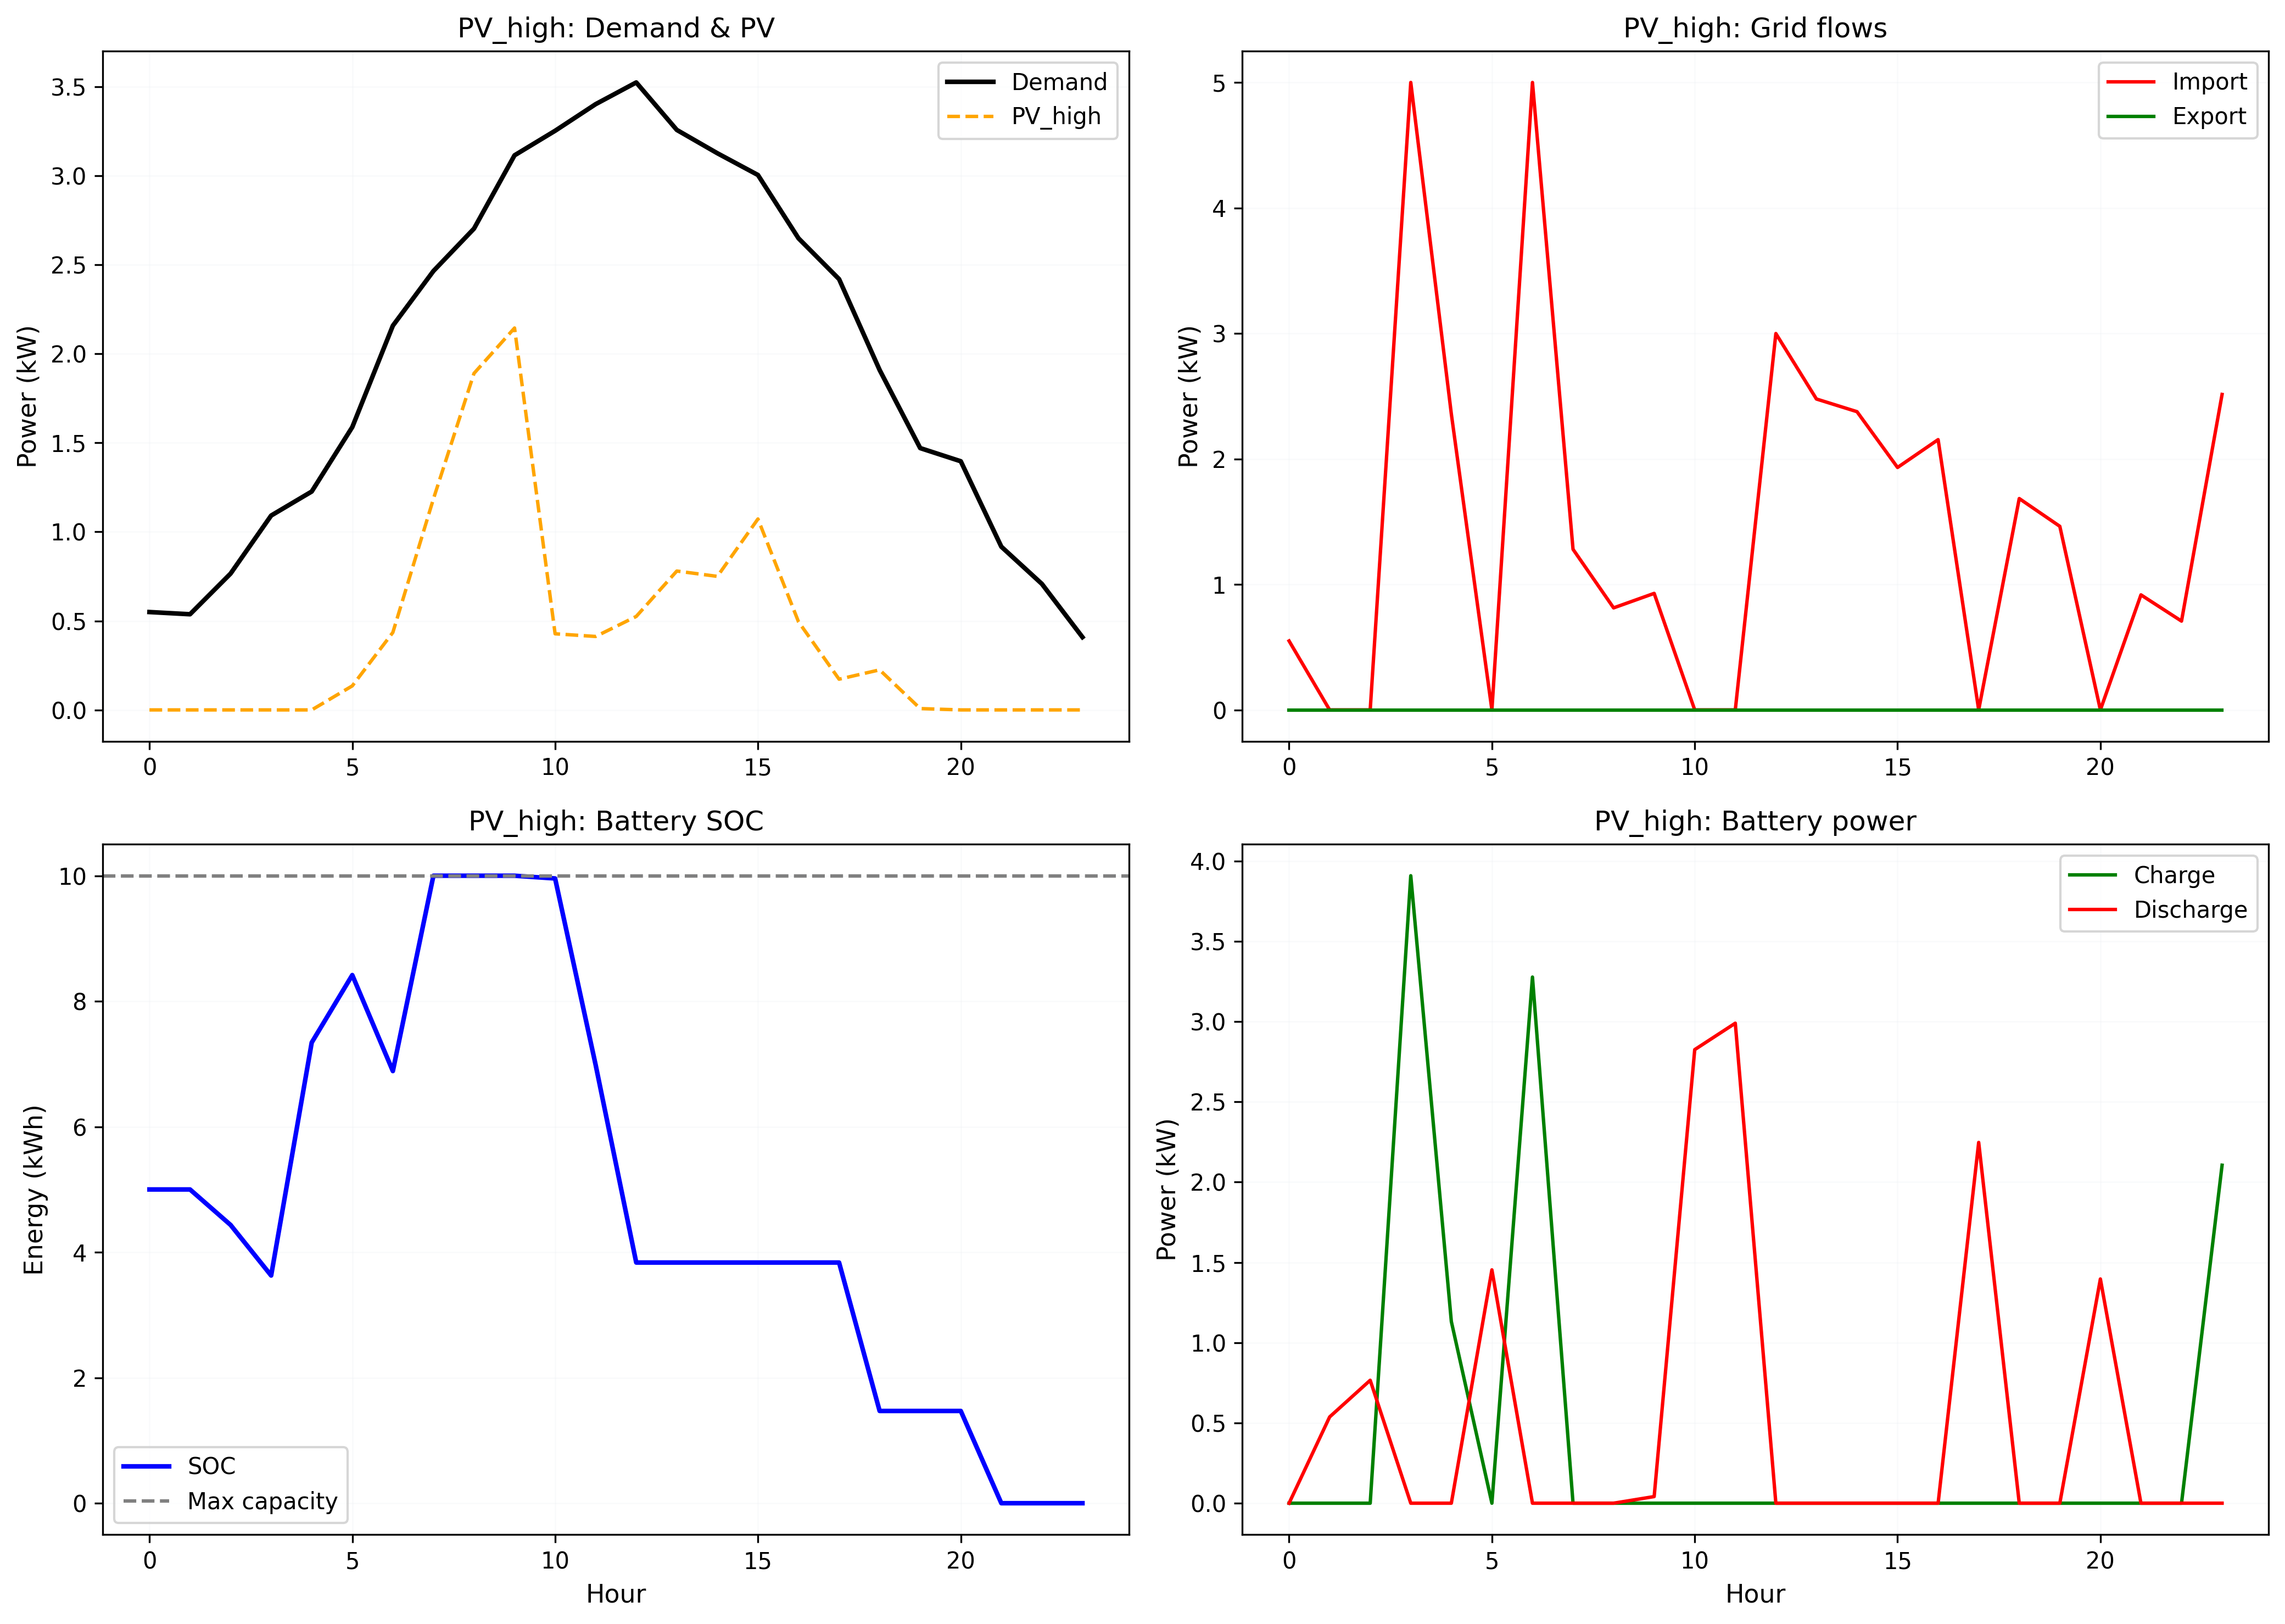 PV_high: Demand & PV
Power (kW)
3.5
3.0
2.5
2.0
1.5
1.0
0.5
0.0
0 5 10 15 20
Demand
PV_high
PV_high: Grid flows
Power (kW)
5
4
3
2
1
0
0 5 10 15 20
Import
Export
PV_high: Battery SOC
Energy (kWh)
10
8
6
4
2
0
0 5 10 15 20
Hour
SOC
Max capacity
PV_high: Battery power
Power (kW)
4.0
3.5
3.0
2.5
2.0
1.5
1.0
0.5
0.0
0 5 10 15 20
Hour
Charge
Discharge